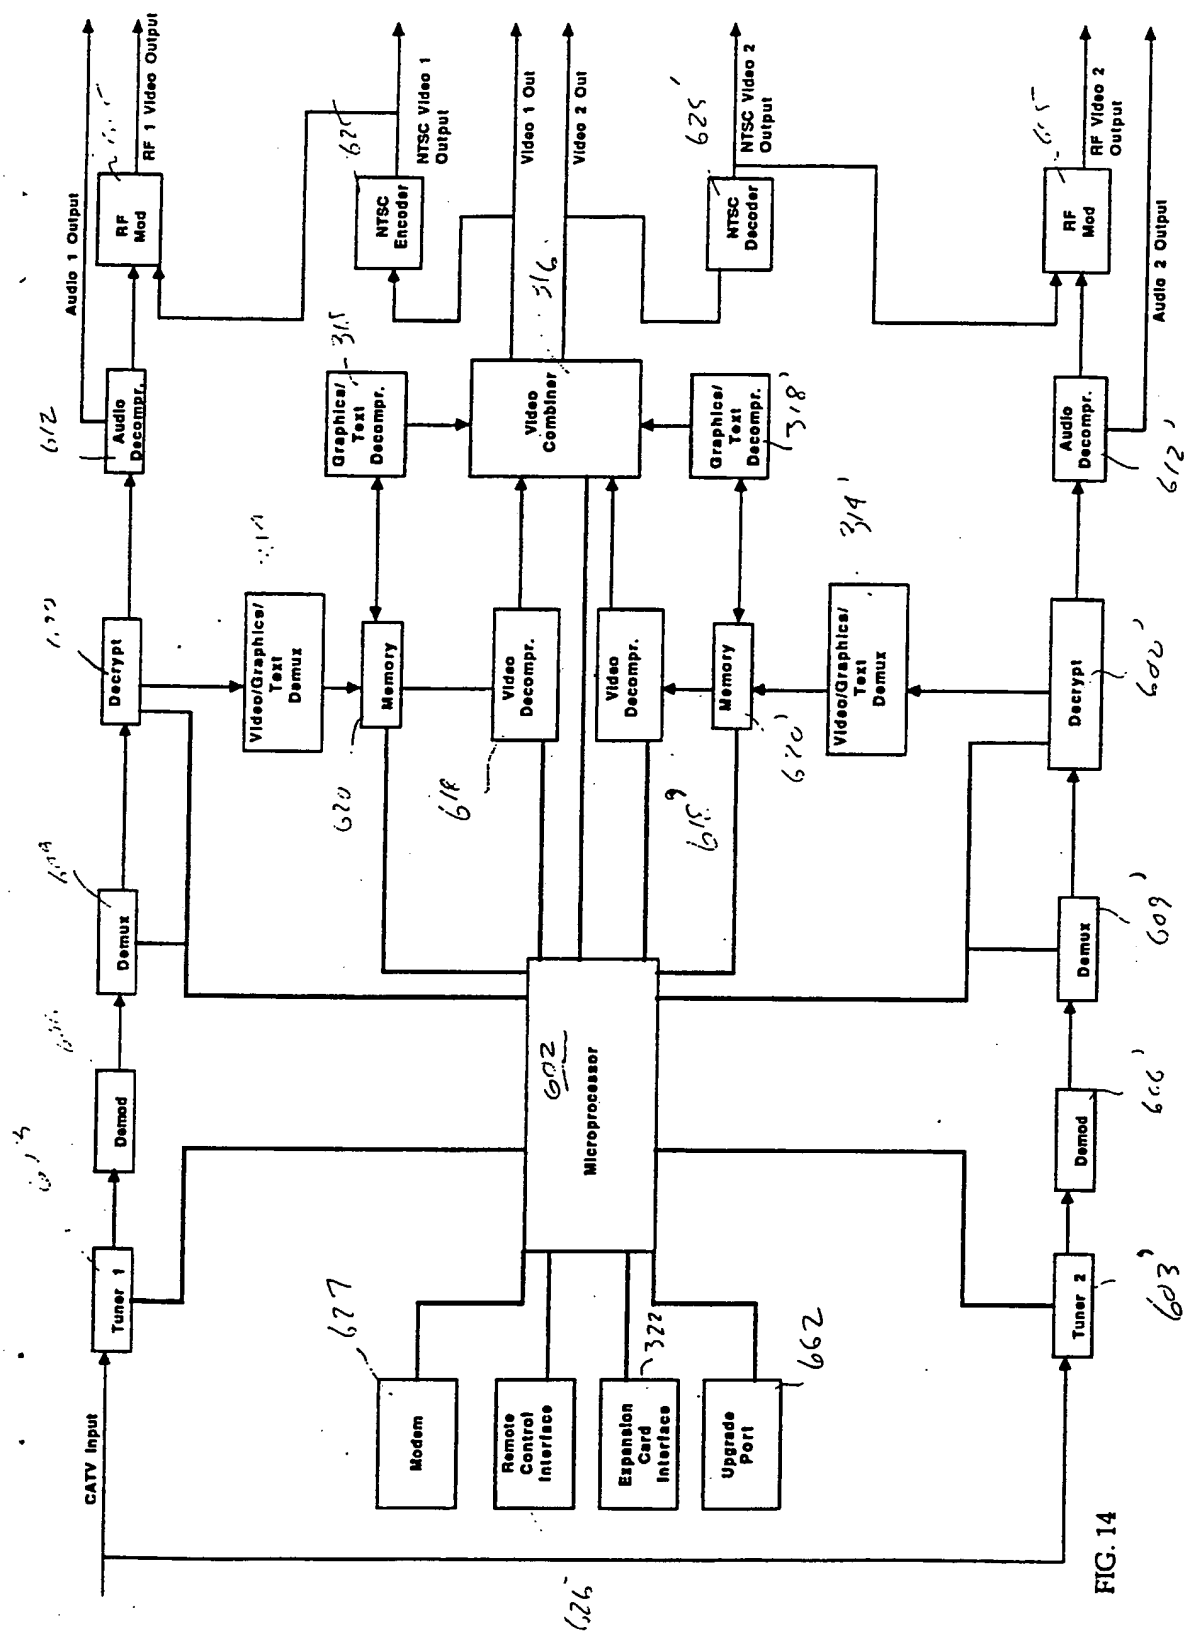 CATV Input
Tuner 1
Demod
Demux
Decrypt
Audio
Decompr.
612
Audio 1 Output
RF
Mod
RF 1 Video Output
Video/Graphics/
Text
Demux
Memory
620
Graphics/
Text
Decompr.
315
NTSC
Encoder
625
NTSC Video 1
Output
Modem
627
Remote
Control
Interface
Expansion
Card
Interface
322
Upgrade
Port
662
Microprocessor
602
Video
Decompr.
618
Video
Decompr.
618'
Video
Combiner
316
Video 1 Out
Video 2 Out
Memory
620'
Graphics/
Text
Decompr.
318'
NTSC
Decoder
625'
NTSC Video 2
Output
Video/Graphics/
Text
Demux
314'
626
Tuner 2
603'
Demod
606'
Demux
609'
Decrypt
602'
Audio
Decompr.
612'
RF
Mod
RF Video 2
Output
Audio 2 Output
FIG. 14